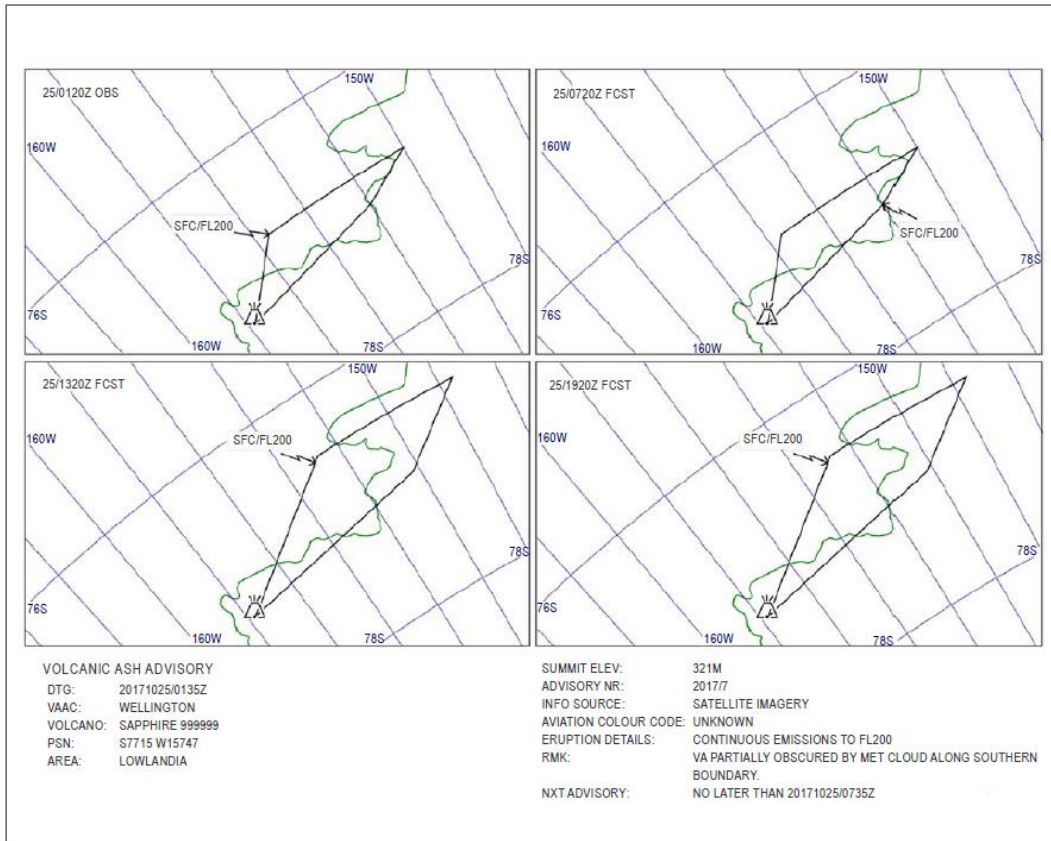 150W
25/0120Z OBS
160W
SFC/FL200
78S
76S
160W
78S
150W
25/0720Z FCST
160W
SFC/FL200
78S
76S
160W
78S
150W
25/1320Z FCST
160W
SFC/FL200
78S
76S
160W
78S
150W
25/1920Z FCST
160W
SFC/FL200
78S
76S
160W
78S
VOLCANIC ASH ADVISORY
DTG: 20171025/0135Z
VAAC: WELLINGTON
VOLCANO: SAPPHIRE 999999
PSN: S7715 W15747
AREA: LOWLANDIA
SUMMIT ELEV: 321M
ADVISORY NR: 2017/7
INFO SOURCE: SATELLITE IMAGERY
AVIATION COLOUR CODE: UNKNOWN
ERUPTION DETAILS: CONTINUOUS EMISSIONS TO FL200
RMK: VA PARTIALLY OBSCURED BY MET CLOUD ALONG SOUTHERN
BOUNDARY.
NXT ADVISORY: NO LATER THAN 20171025/0735Z